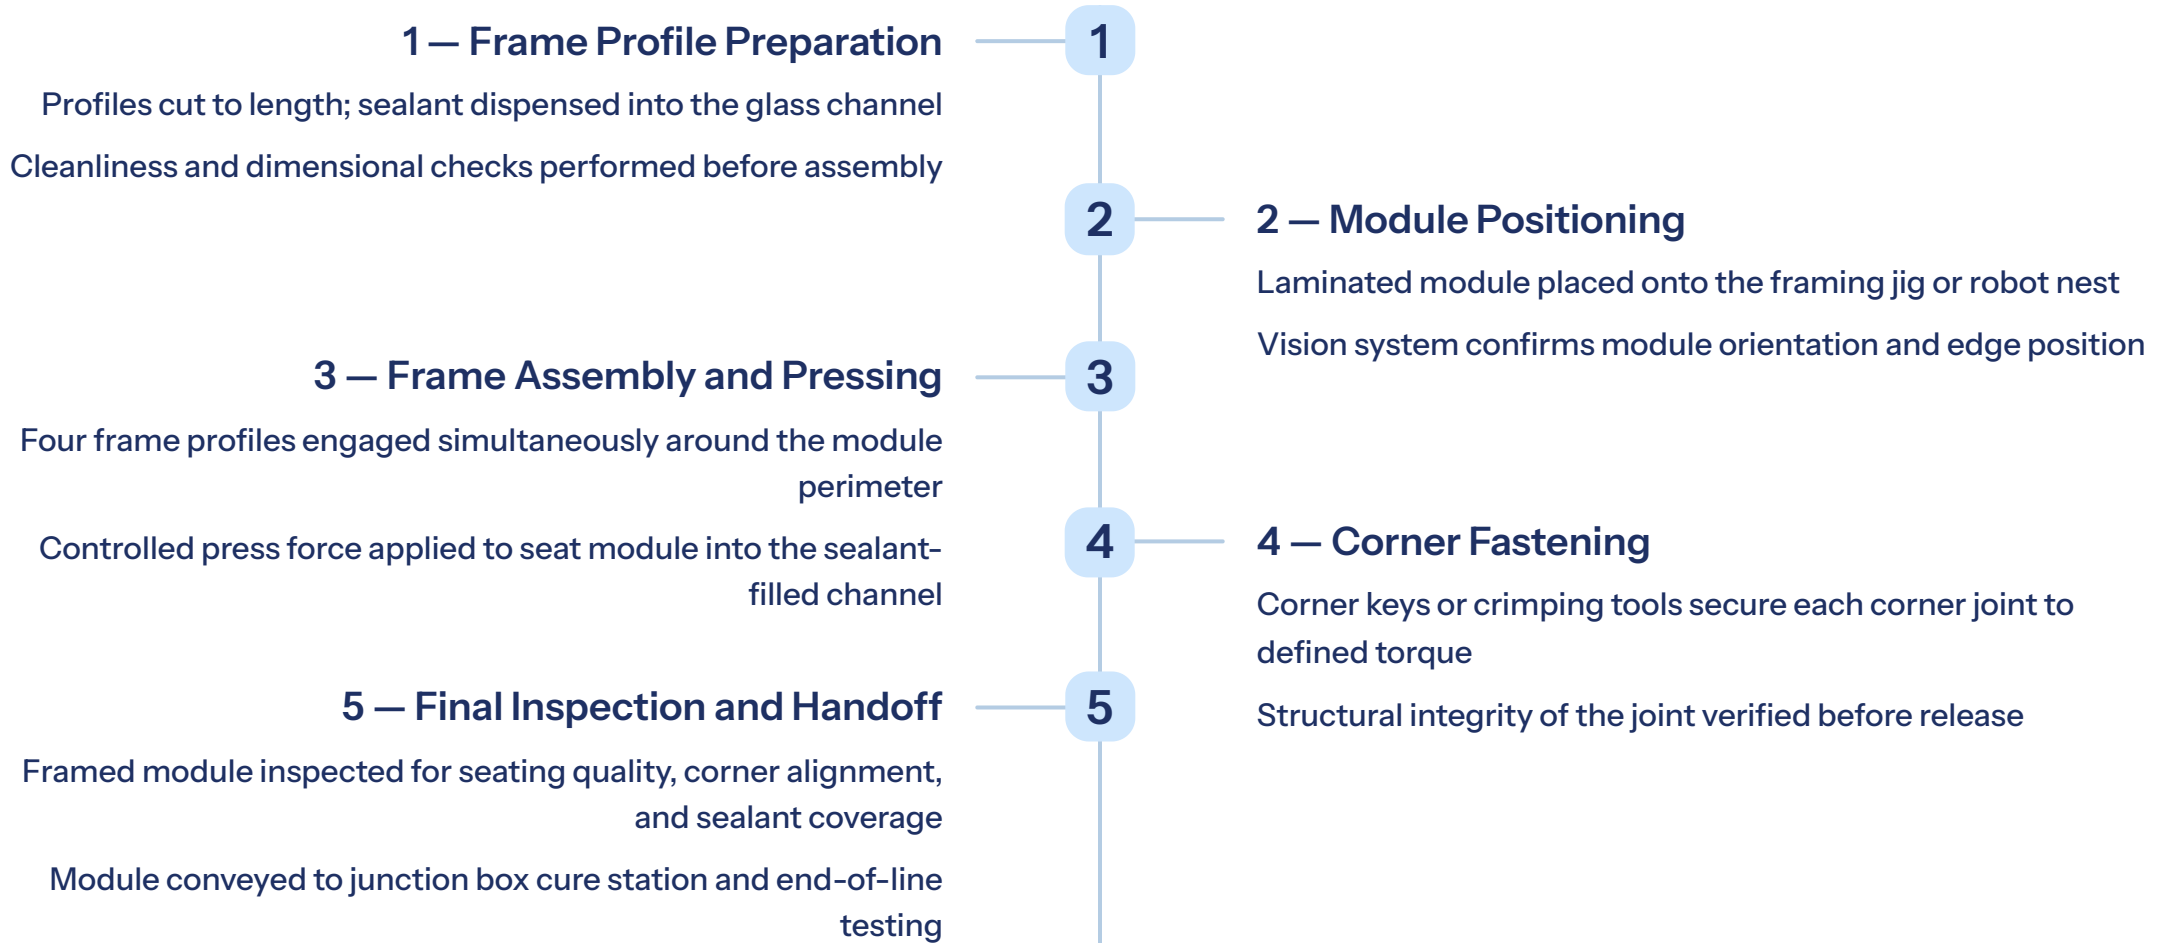 1 — Frame Profile Preparation
1
Profiles cut to length; sealant dispensed into the glass channel
Cleanliness and dimensional checks performed before assembly
2
2 — Module Positioning
Laminated module placed onto the framing jig or robot nest
Vision system confirms module orientation and edge position
3 — Frame Assembly and Pressing
3
Four frame profiles engaged simultaneously around the module
perimeter
Controlled press force applied to seat module into the sealant-
filled channel
4
4 — Corner Fastening
Corner keys or crimping tools secure each corner joint to
defined torque
Structural integrity of the joint verified before release
5 — Final Inspection and Handoff
5
Framed module inspected for seating quality, corner alignment,
and sealant coverage
Module conveyed to junction box cure station and end-of-line
testing